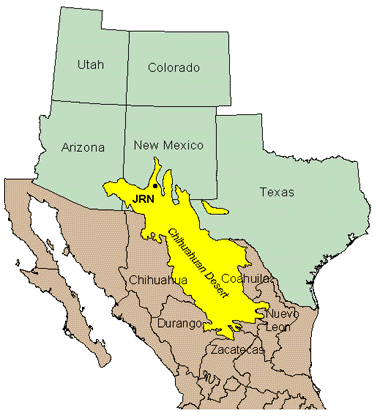 Utah
Colorado
Arizona
New Mexico
Texas
JRN
Chihuahuan Desert
Chihuahua
Coahuila
Durango
Nuevo
Leon
Zacatecas